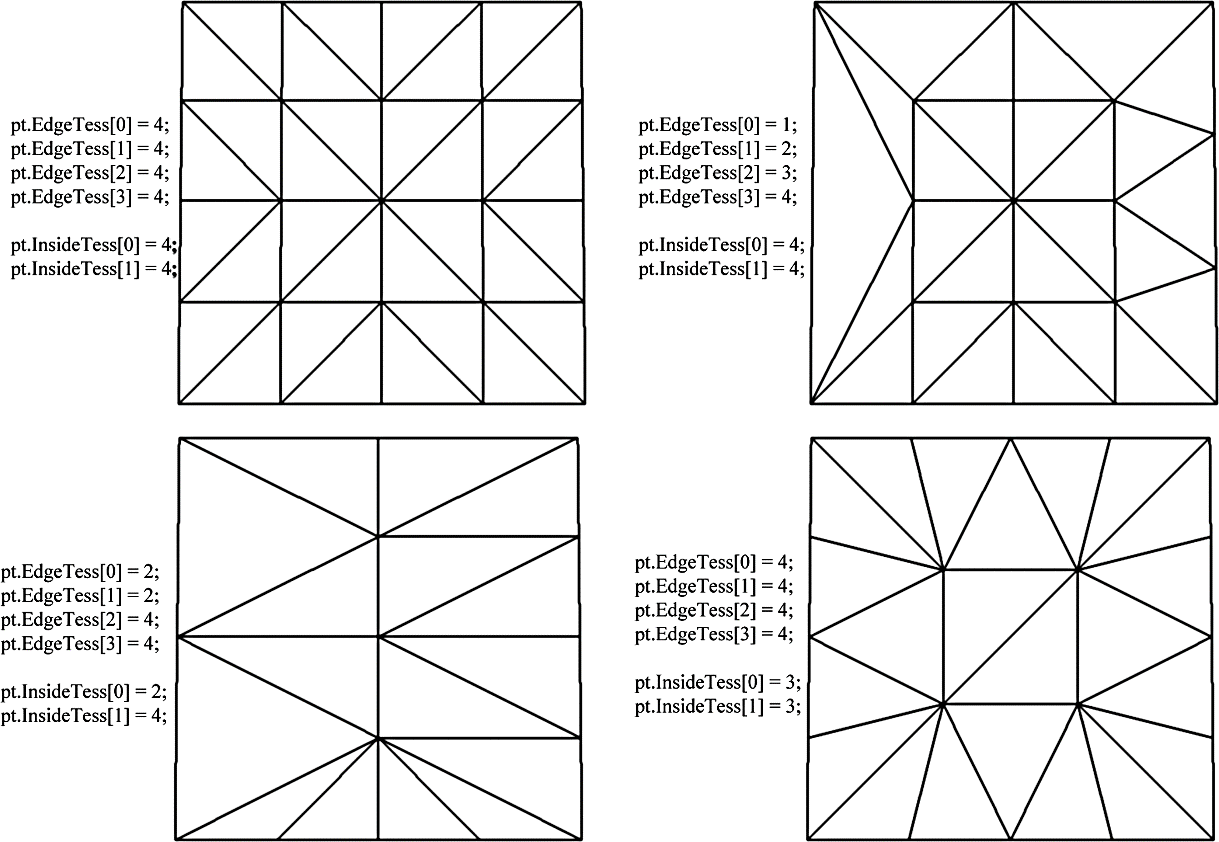 pt.EdgeTess[0] = 4;
pt.EdgeTess[1] = 4;
pt.EdgeTess[2] = 4;
pt.EdgeTess[3] = 4;
pt.InsideTess[0] = 4;
pt.InsideTess[1] = 4;
pt.EdgeTess[0] = 1;
pt.EdgeTess[1] = 2;
pt.EdgeTess[2] = 3;
pt.EdgeTess[3] = 4;
pt.InsideTess[0] = 4;
pt.InsideTess[1] = 4;
pt.EdgeTess[0] = 2;
pt.EdgeTess[1] = 2;
pt.EdgeTess[2] = 4;
pt.EdgeTess[3] = 4;
pt.InsideTess[0] = 2;
pt.InsideTess[1] = 4;
pt.EdgeTess[0] = 4;
pt.EdgeTess[1] = 4;
pt.EdgeTess[2] = 4;
pt.EdgeTess[3] = 4;
pt.InsideTess[0] = 3;
pt.InsideTess[1] = 3;